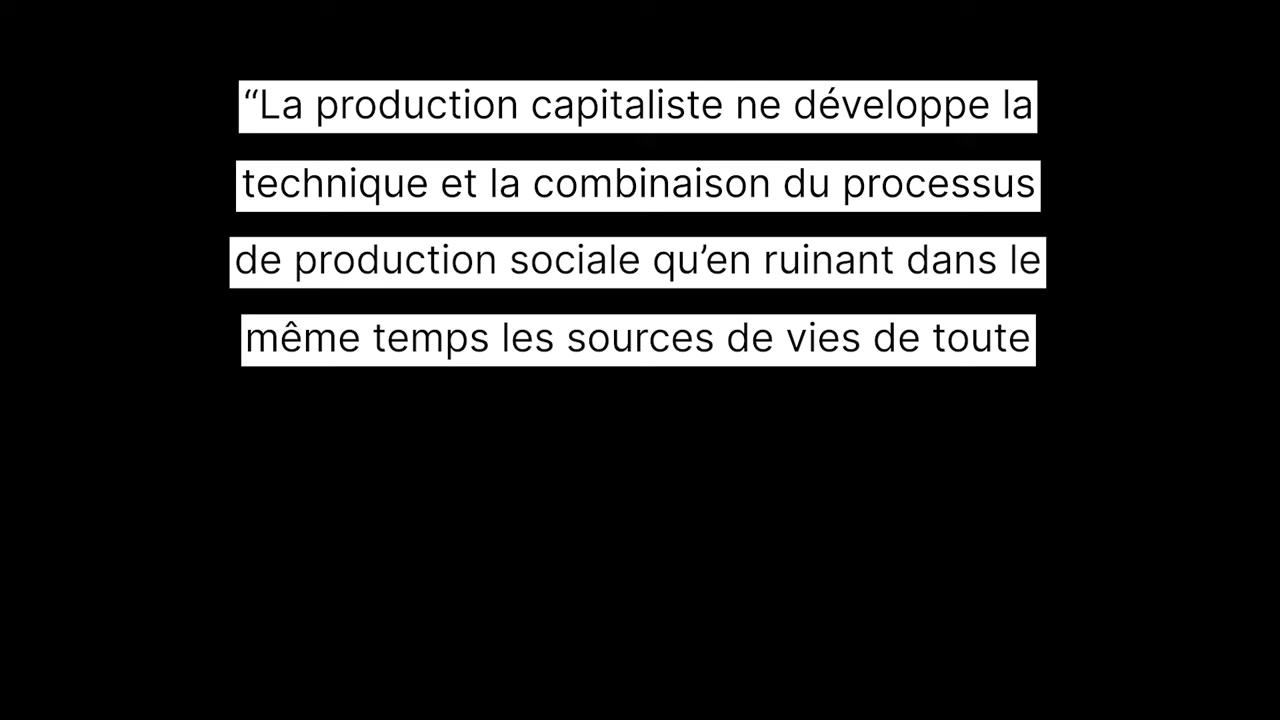 “La production capitaliste ne développe la
technique et la combinaison du processus
de production sociale qu’en ruinant dans le
même temps les sources de vies de toute